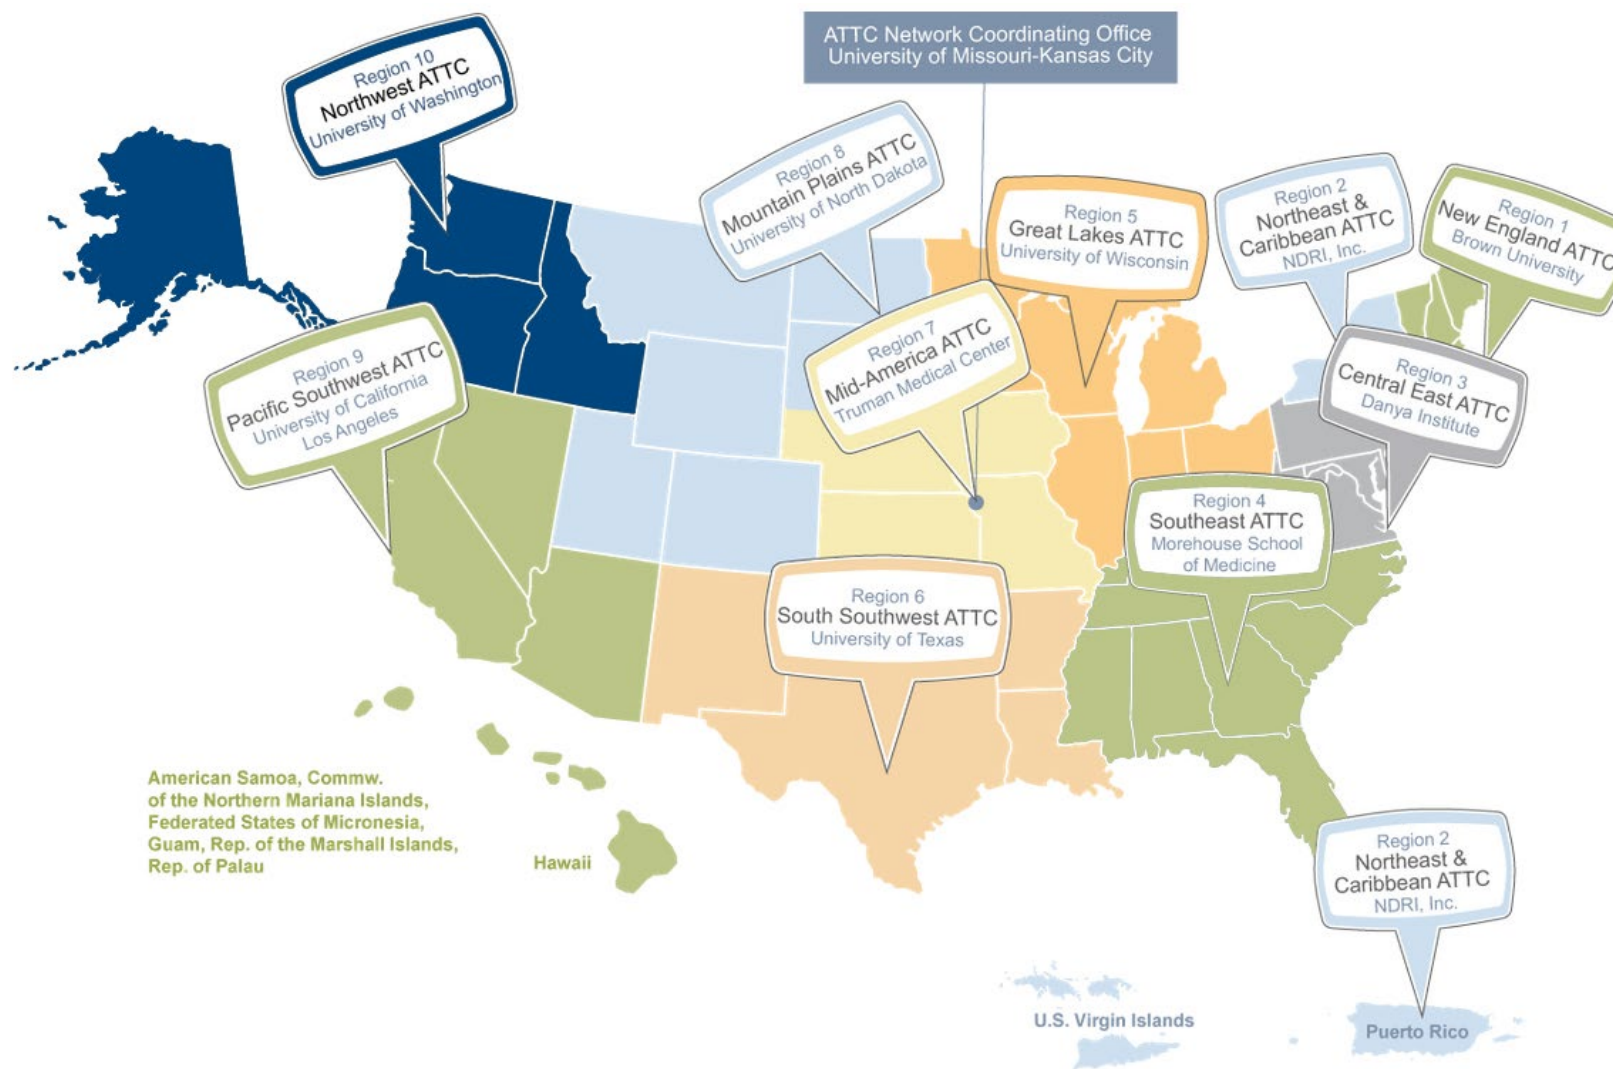 ATTC Network Coordinating Office
University of Missouri-Kansas City
Region 10
Northwest ATTC
University of Washington
Region 8
Mountain Plains ATTC
University of North Dakota
Region 5
Great Lakes ATTC
University of Wisconsin
Region 2
Northeast &
Caribbean ATTC
NDRI, Inc.
Region 1
New England ATTC
Brown University
Region 9
Pacific Southwest ATTC
University of California
Los Angeles
Region 7
Mid-America ATTC
Truman Medical Center
Region 3
Central East ATTC
Danya Institute
Region 4
Southeast ATTC
Morehouse School
of Medicine
Region 6
South Southwest ATTC
University of Texas
American Samoa, Commw.
of the Northern Mariana Islands,
Federated States of Micronesia,
Guam, Rep. of the Marshall Islands,
Rep. of Palau
Hawaii
Region 2
Northeast &
Caribbean ATTC
NDRI, Inc.
U.S. Virgin Islands
Puerto Rico